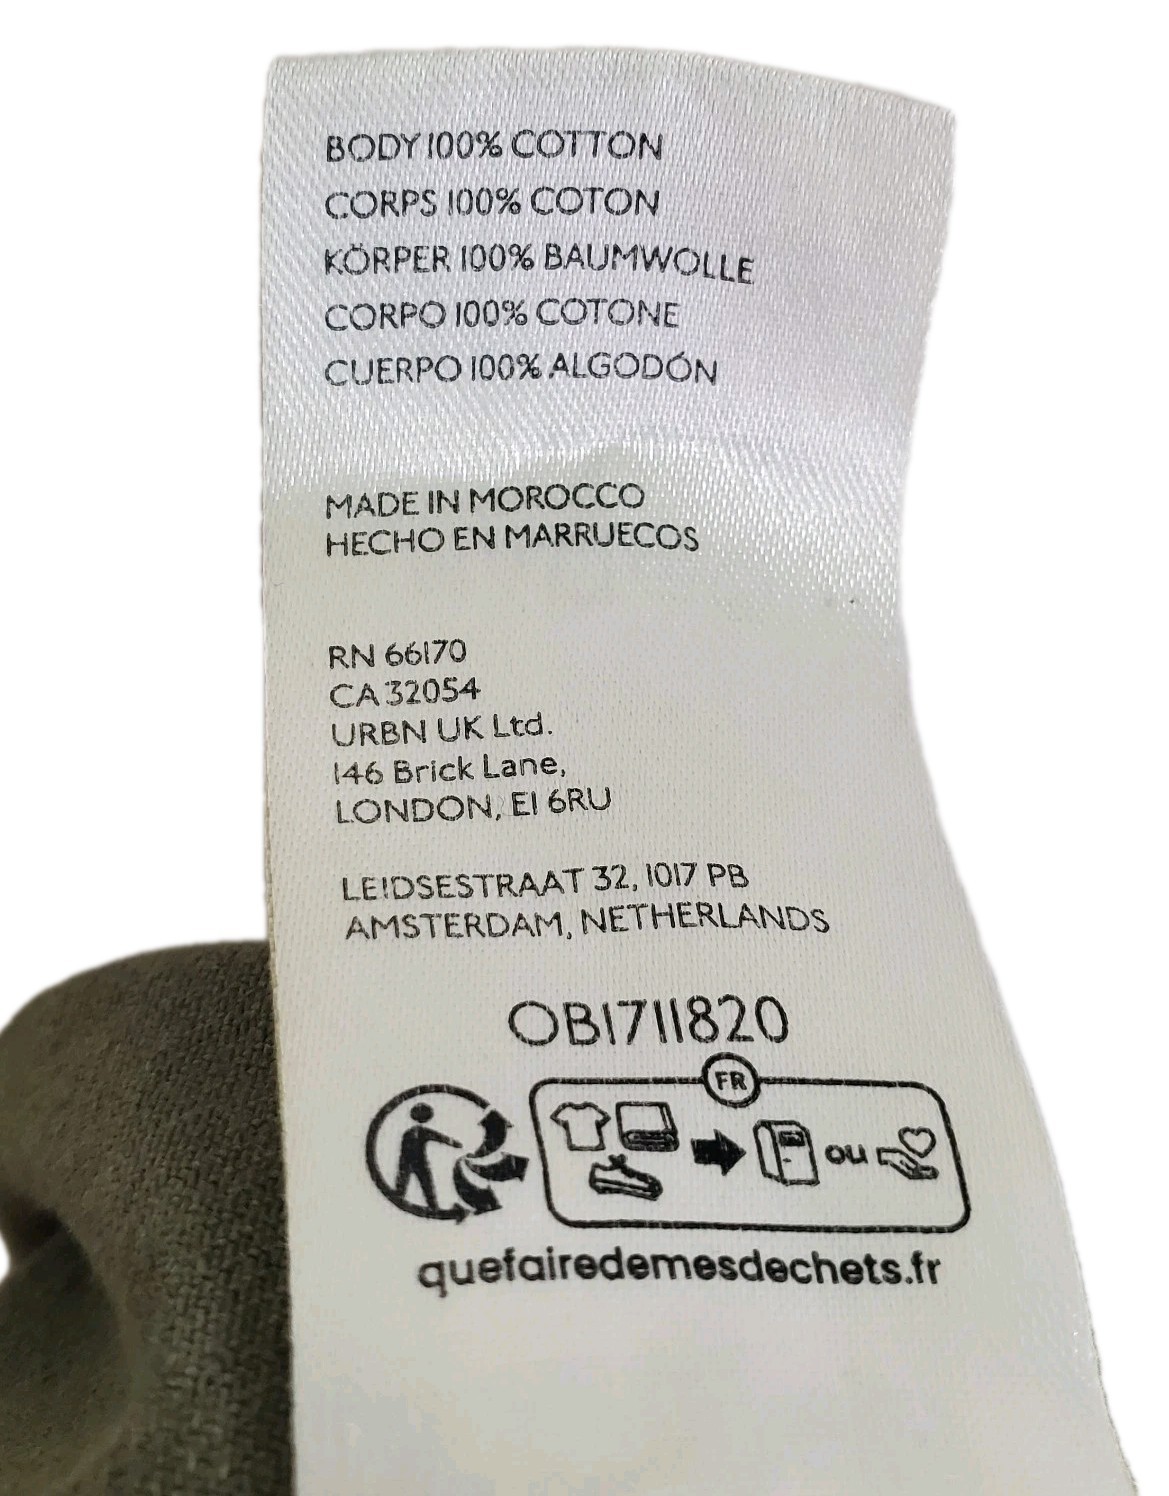 BODY 100% COTTON
CORPS 100% COTON
KÖRPER 100% BAUMWOLLE
CORPO 100% COTONE
CUERPO 100% ALGODÓN
MADE IN MOROCCO
HECHO EN MARRUECOS
RN 66170
CA 32054
URBN UK Ltd.
146 Brick Lane,
LONDON, E1 6RU
LEIDSESTRAAT 32, 1017 PB
AMSTERDAM, NETHERLANDS
OB1711820
FR
ou
quefairedemesdechets.fr